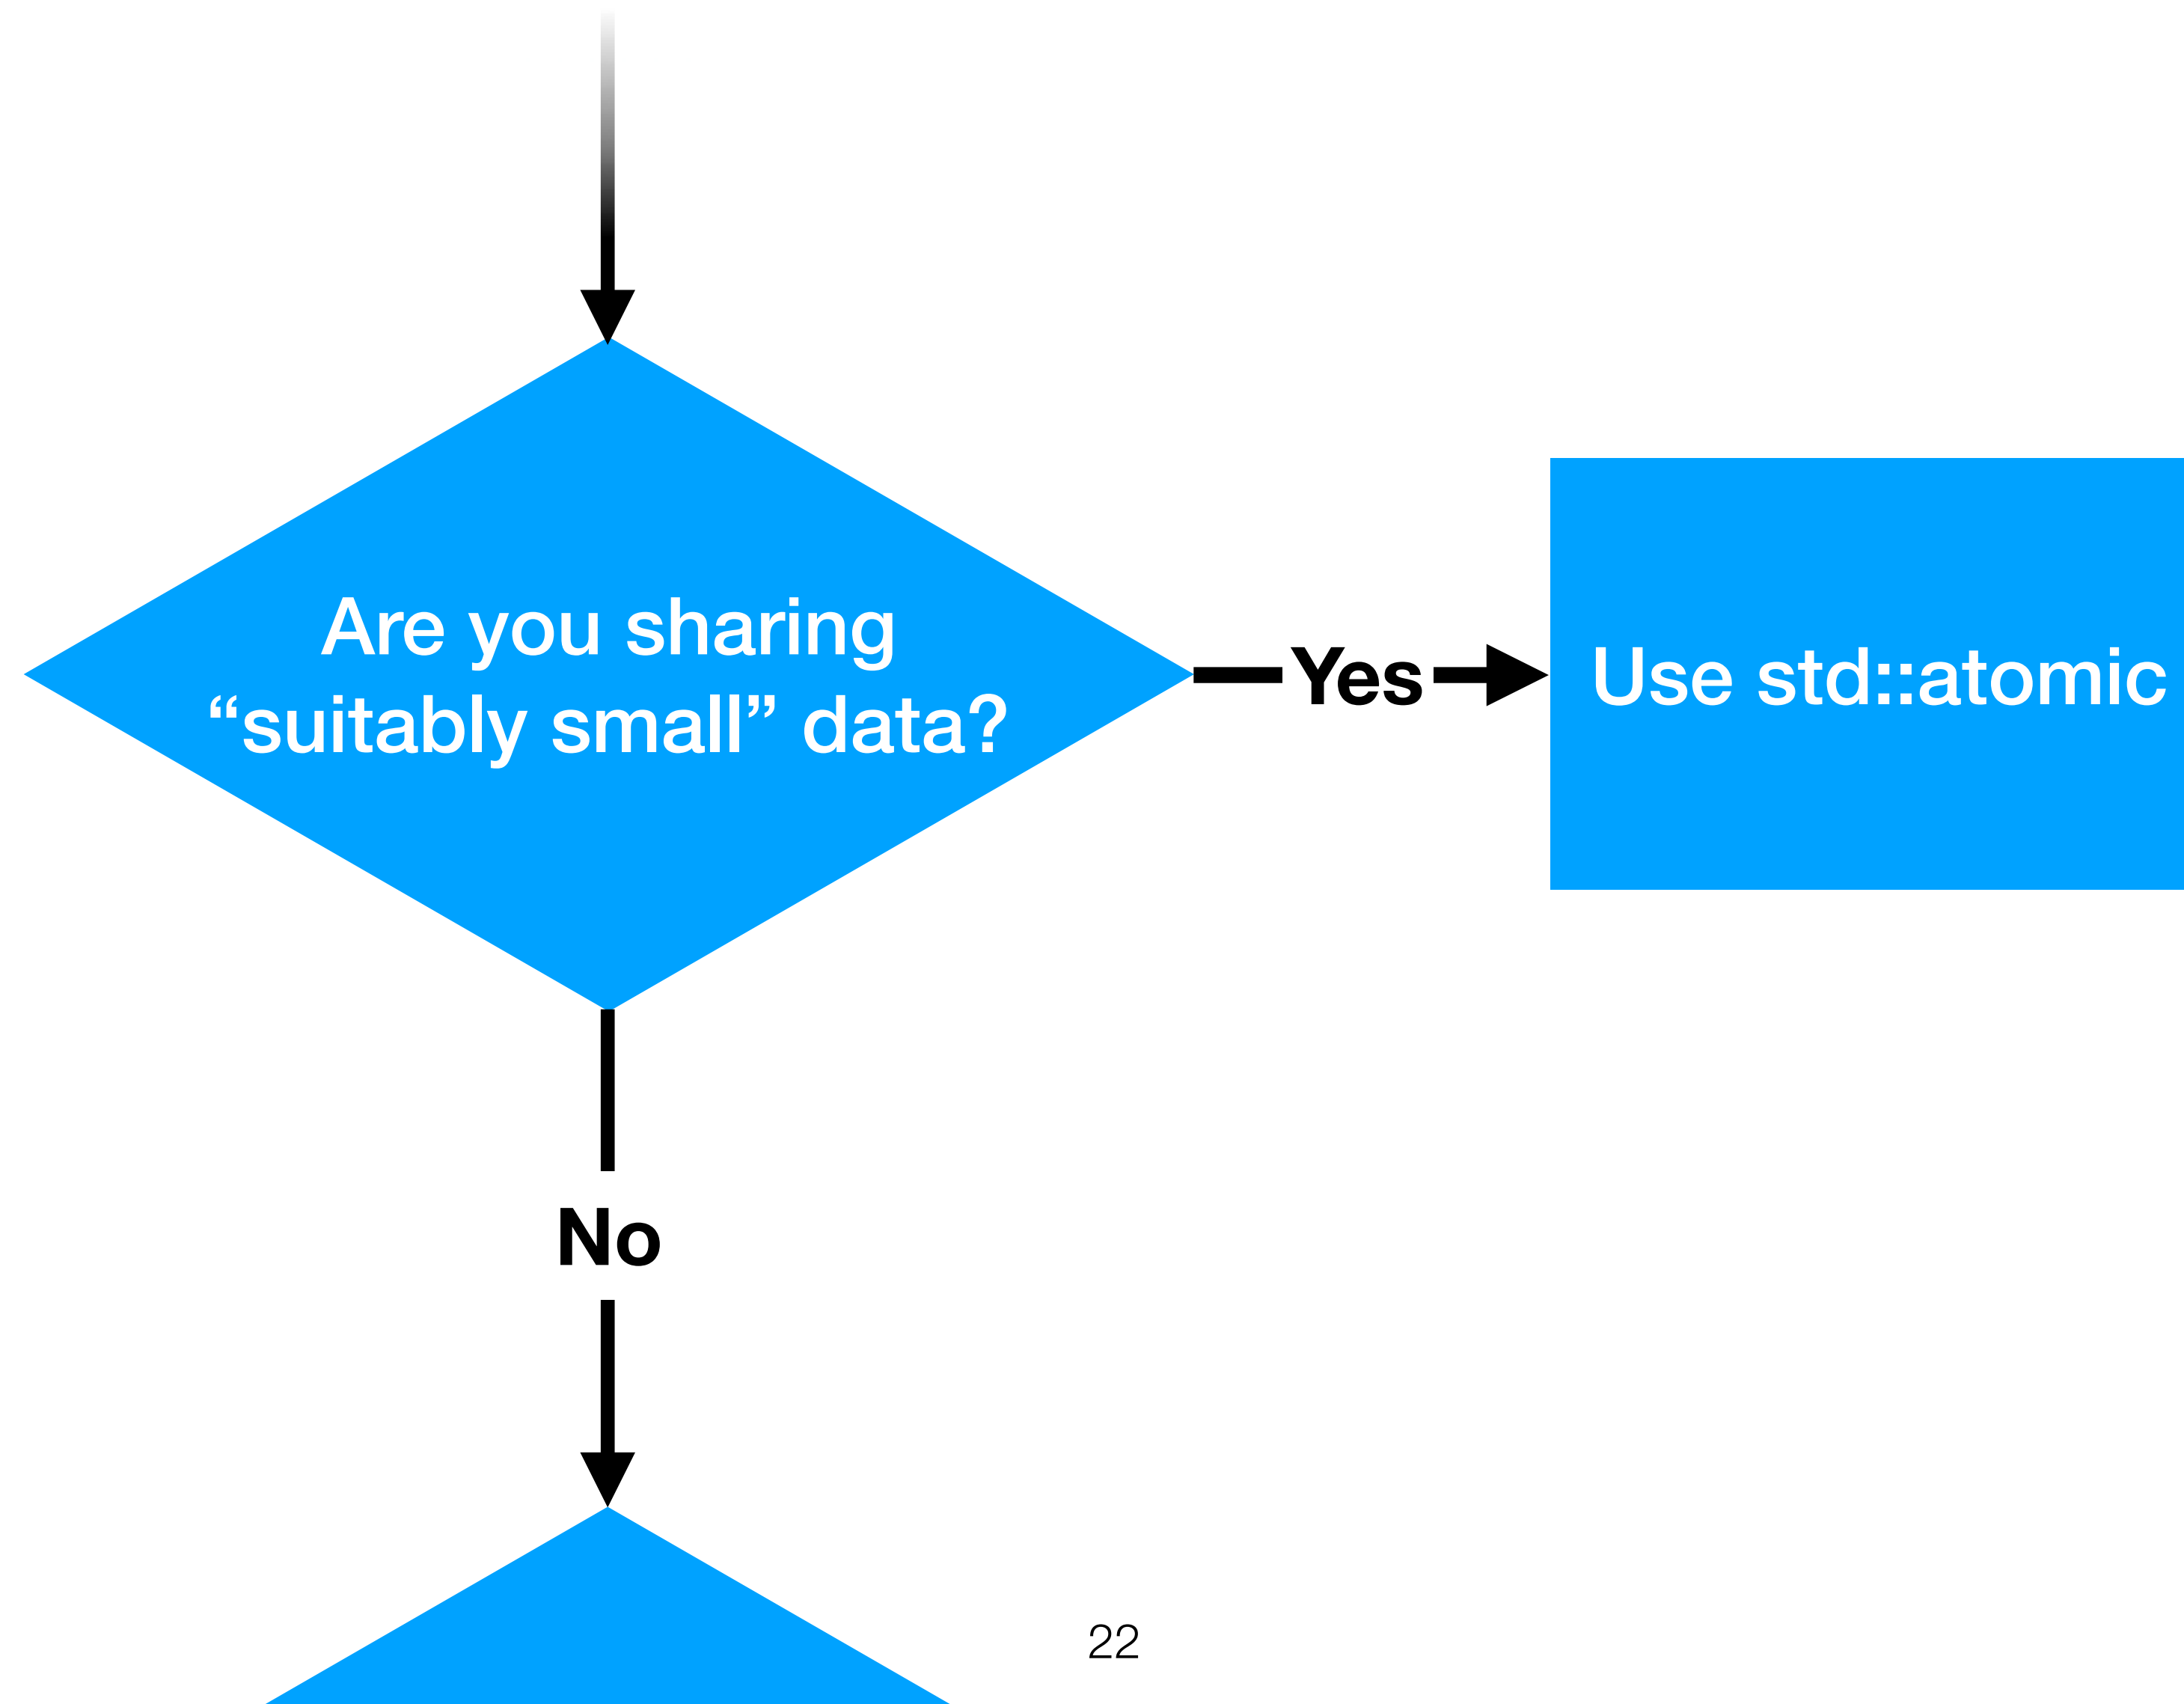 Are you sharing
“suitably small” data?
Yes
Use std::atomic
No
22